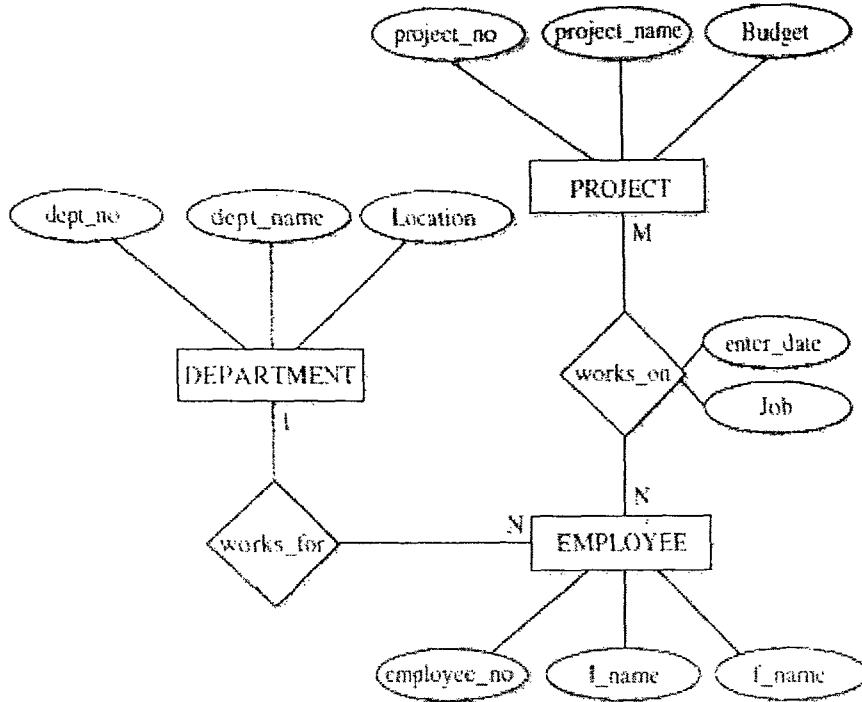 project_no
project_name
Budget
PROJECT
M
dept_no
dept_name
Location
DEPARTMENT
1
works_on
enter_date
Job
works_for
N
N
EMPLOYEE
employee_no
l_name
f_name